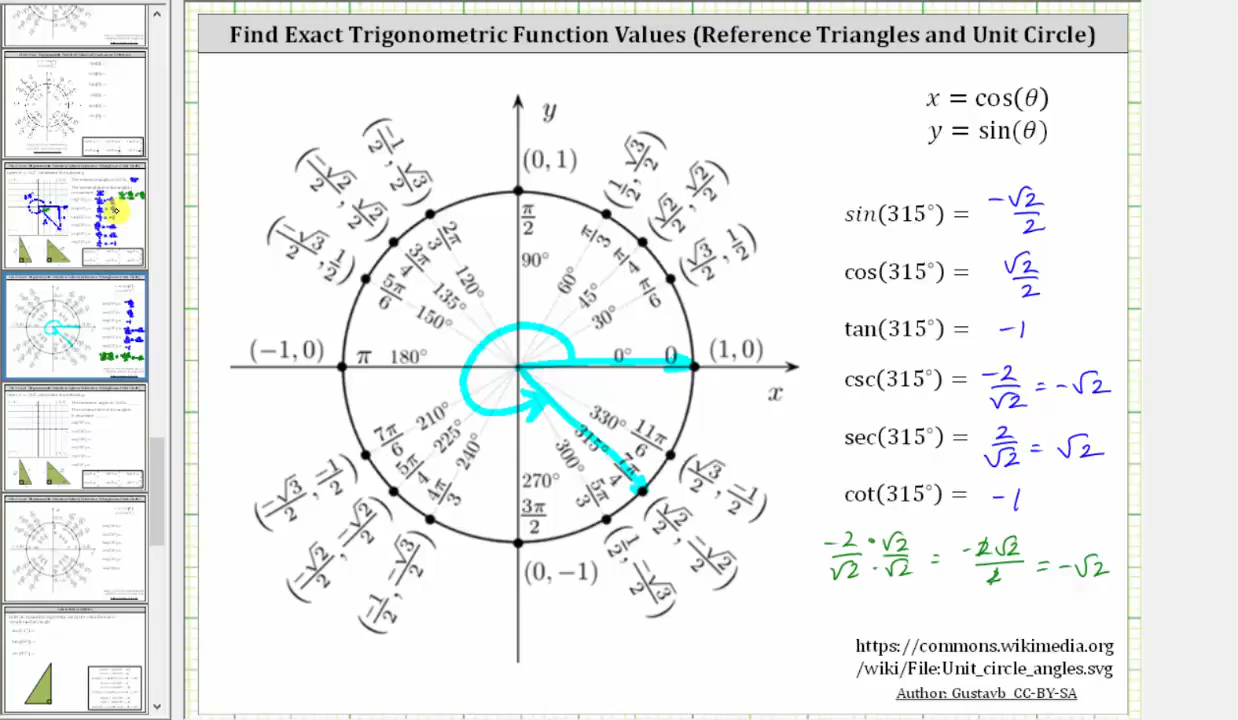 Find Exact Trigonometric Function Values (Reference Triangles and Unit Circle)
x = cos(θ)
y = sin(θ)
y
(0, 1)
(-1/2, √3/2)
(1/2, √3/2)
(-√2/2, √2/2)
(√2/2, √2/2)
(-√3/2, 1/2)
(√3/2, 1/2)
π/2
90°
2π/3 120°
π/3 60°
3π/4 135°
π/4 45°
5π/6 150°
π/6 30°
(-1, 0) π 180° 0° 0 (1, 0)
x
7π/6 210°
330° 11π/6
5π/4 225°
315° 7π/4
4π/3 240°
300° 5π/3
270°
3π/2
(-√3/2, -1/2)
(√3/2, -1/2)
(-√2/2, -√2/2)
(√2/2, -√2/2)
(-1/2, -√3/2)
(1/2, -√3/2)
(0, -1)
sin(315°) = -√2/2
cos(315°) = √2/2
tan(315°) = -1
csc(315°) = -2/√2 = -√2
sec(315°) = 2/√2 = √2
cot(315°) = -1
-2/√2 · √2/√2 = -2√2/2 = -√2
https://commons.wikimedia.org
/wiki/File:Unit_circle_angles.svg
Author: Gustavb CC-BY-SA